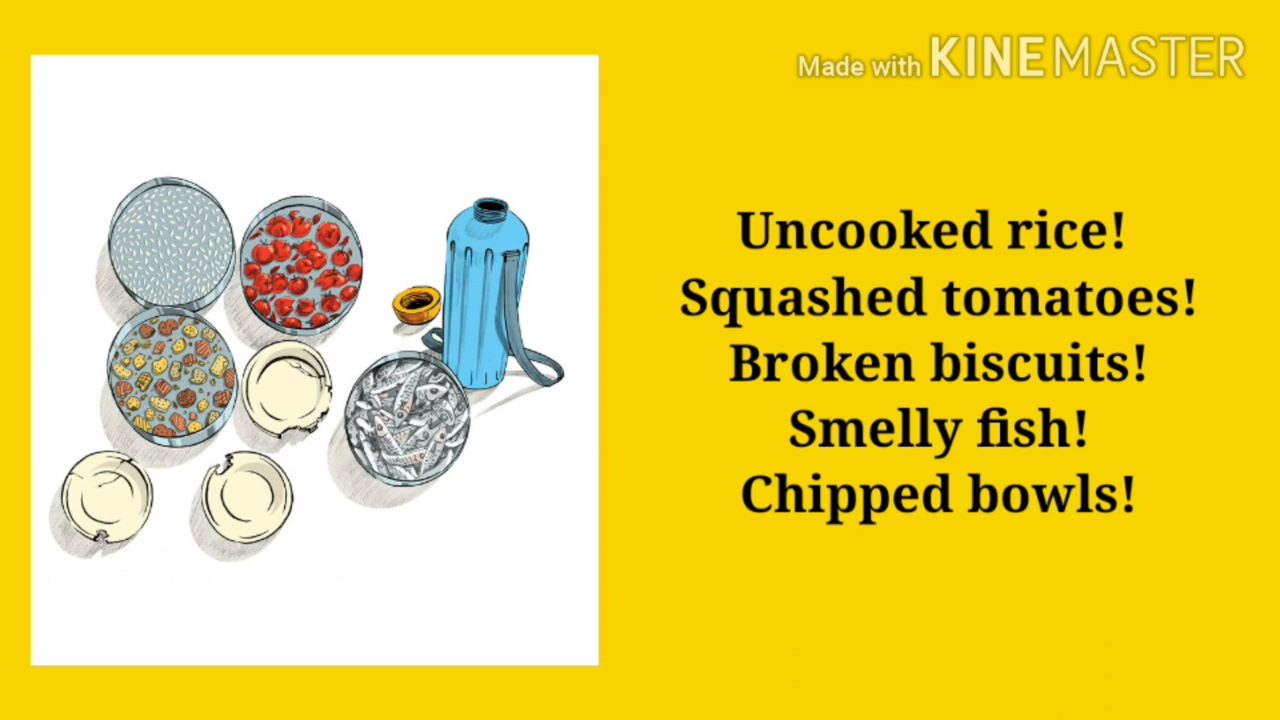 Made with KINEMASTER
Uncooked rice!
Squashed tomatoes!
Broken biscuits!
Smelly fish!
Chipped bowls!